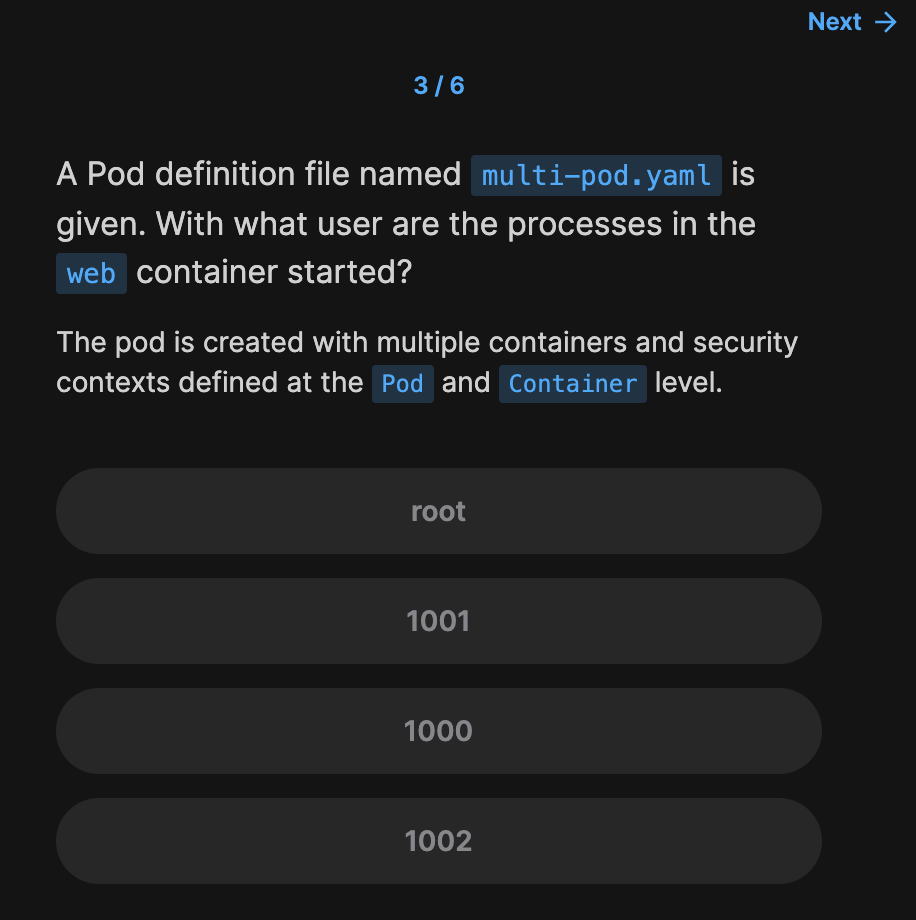 Next →
3 / 6
A Pod definition file named multi-pod.yaml is
given. With what user are the processes in the
web container started?
The pod is created with multiple containers and security
contexts defined at the Pod and Container level.
root
1001
1000
1002